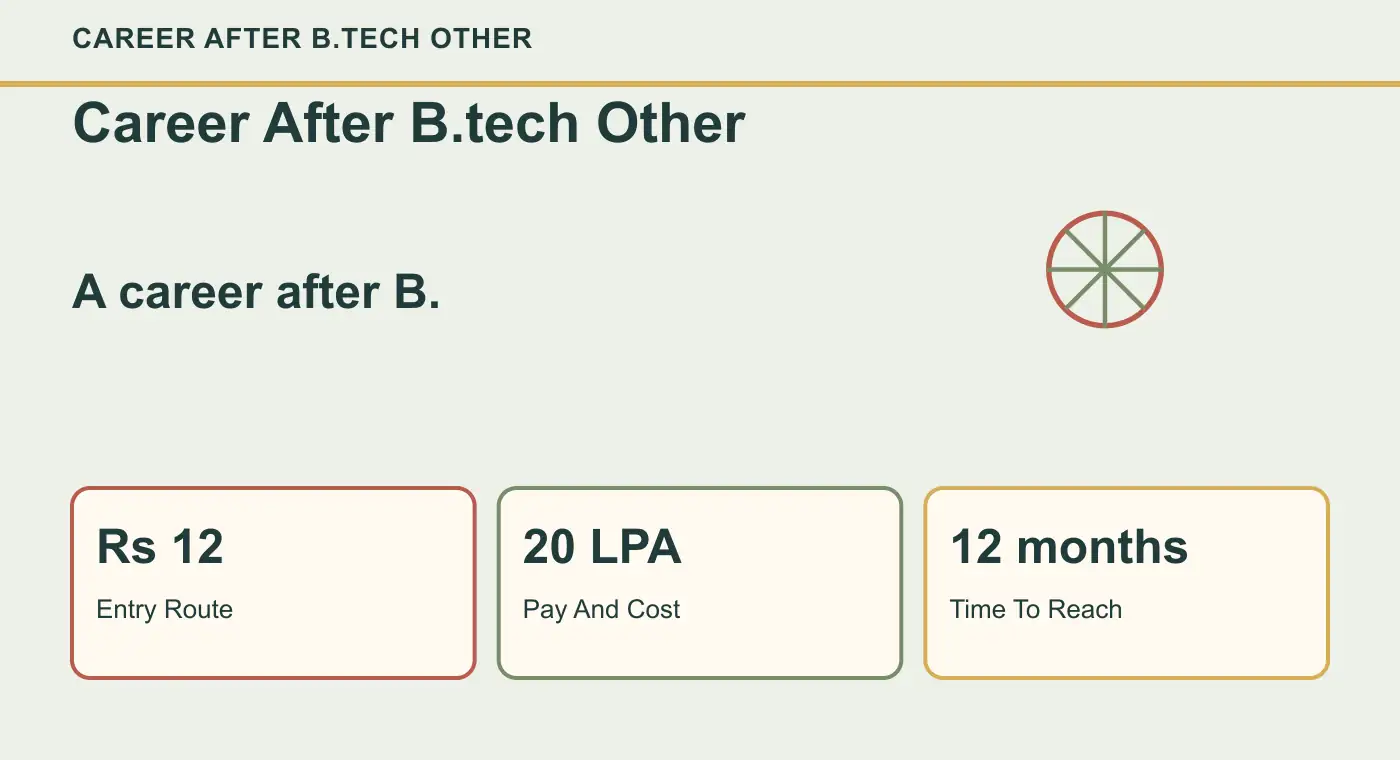 CAREER AFTER B.TECH OTHER
Career After B.tech Other
A career after B.
Rs 12
Entry Route
20 LPA
Pay And Cost
12 months
Time To Reach